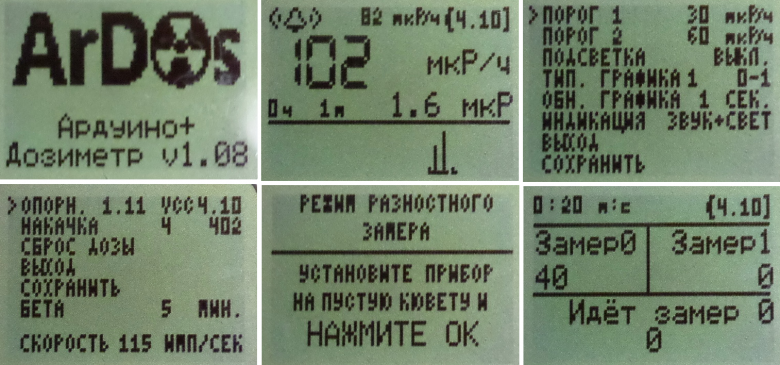 ArDos
Ардуино+
Дозиметр v1.08
82 мкР/ч{4.10]
102 мкР/ч
0ч 1м 1.6 мкР
>ПОРОГ 1 30 мкР/ч
ПОРОГ 2 60 мкР/ч
ПОДСВЕТКА ВЫКЛ.
ТИП. ГРАФИКА 1 0-1
ОБН. ГРАФИКА 1 СЕК.
ИНДИКАЦИЯ ЗВУК+СВЕТ
ВЫХОД
СОХРАНИТЬ
>ОПОРН. 1.11 VCC4.10
НАКАЧКА 4 402
СБРОС ДОЗЫ
ВЫХОД
СОХРАНИТЬ
БЕТА 5 МИН.
СКОРОСТЬ 115 ИМП/СЕК
РЕЖИМ РАЗНОСТНОГО
ЗАМЕРА
УСТАНОВИТЕ ПРИБОР
НА ПУСТУЮ КЮВЕТУ И
НАЖМИТЕ ОК
0:20 м:с {4.10]
Замер0 Замер1
40 0
Идёт замер 0
0